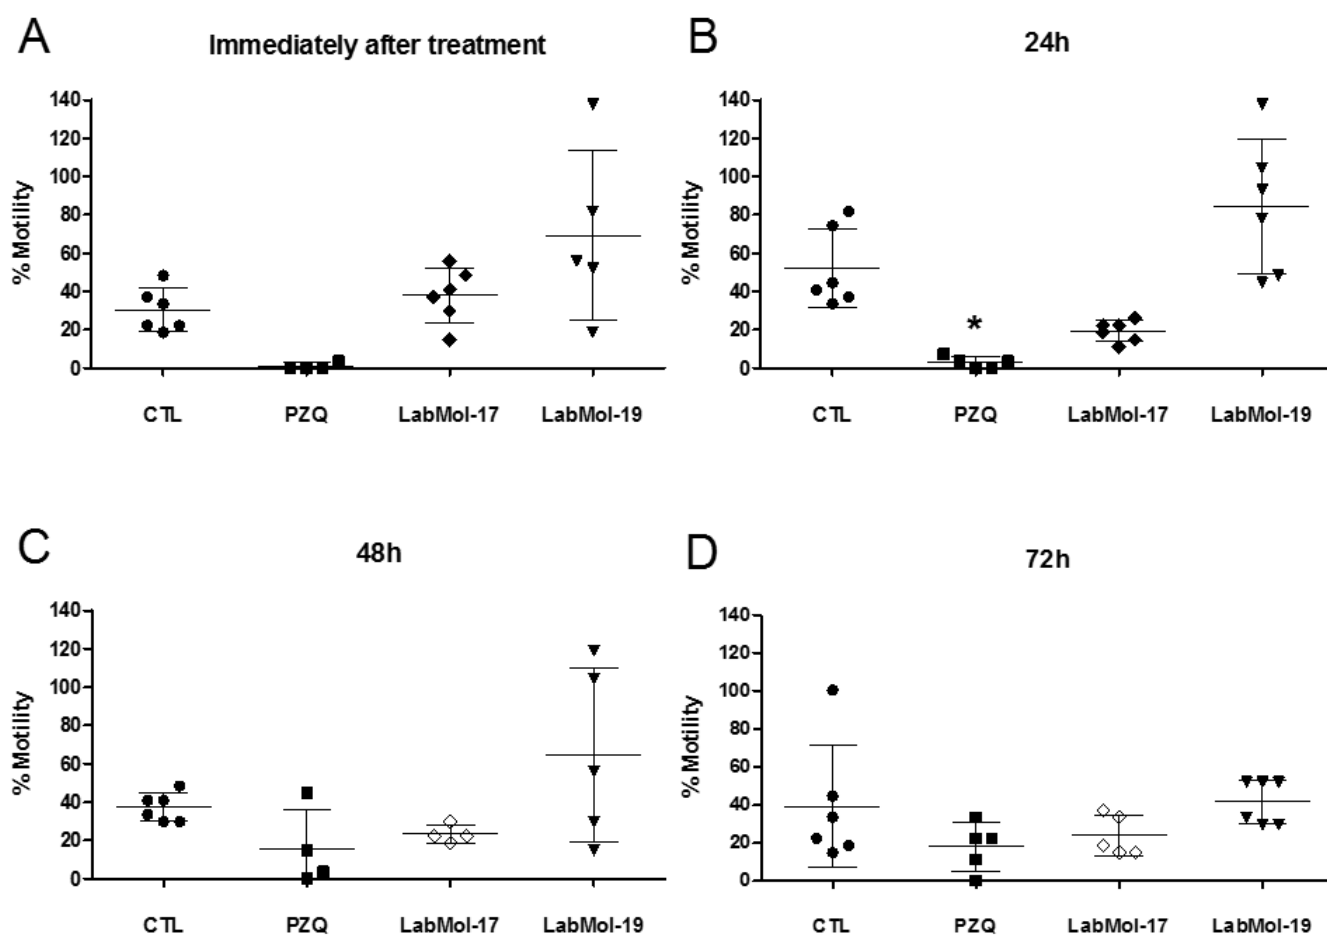 A
Immediately after treatment
% Motility
140
120
100
80
60
40
20
0
CTL PZQ LabMol-17 LabMol-19
B
24h
% Motility
140
120
100
80
60
40
20
0
*
CTL PZQ LabMol-17 LabMol-19
C
48h
% Motility
140
120
100
80
60
40
20
0
CTL PZQ LabMol-17 LabMol-19
D
72h
% Motility
140
120
100
80
60
40
20
0
CTL PZQ LabMol-17 LabMol-19